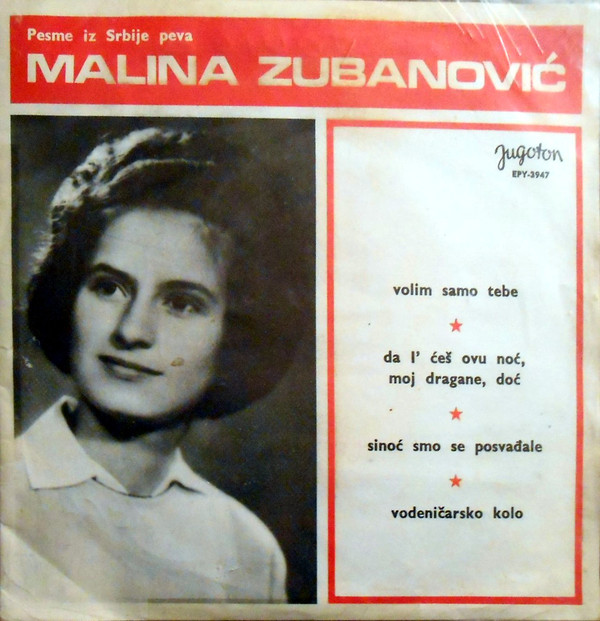 Pesme iz Srbije peva
MALINA ZUBANOVIĆ
Jugoton
EPY-3947
volim samo tebe
da l' ćeš ovu noć,
moj dragane, doć
sinoć smo se posvađale
vodeničarsko kolo